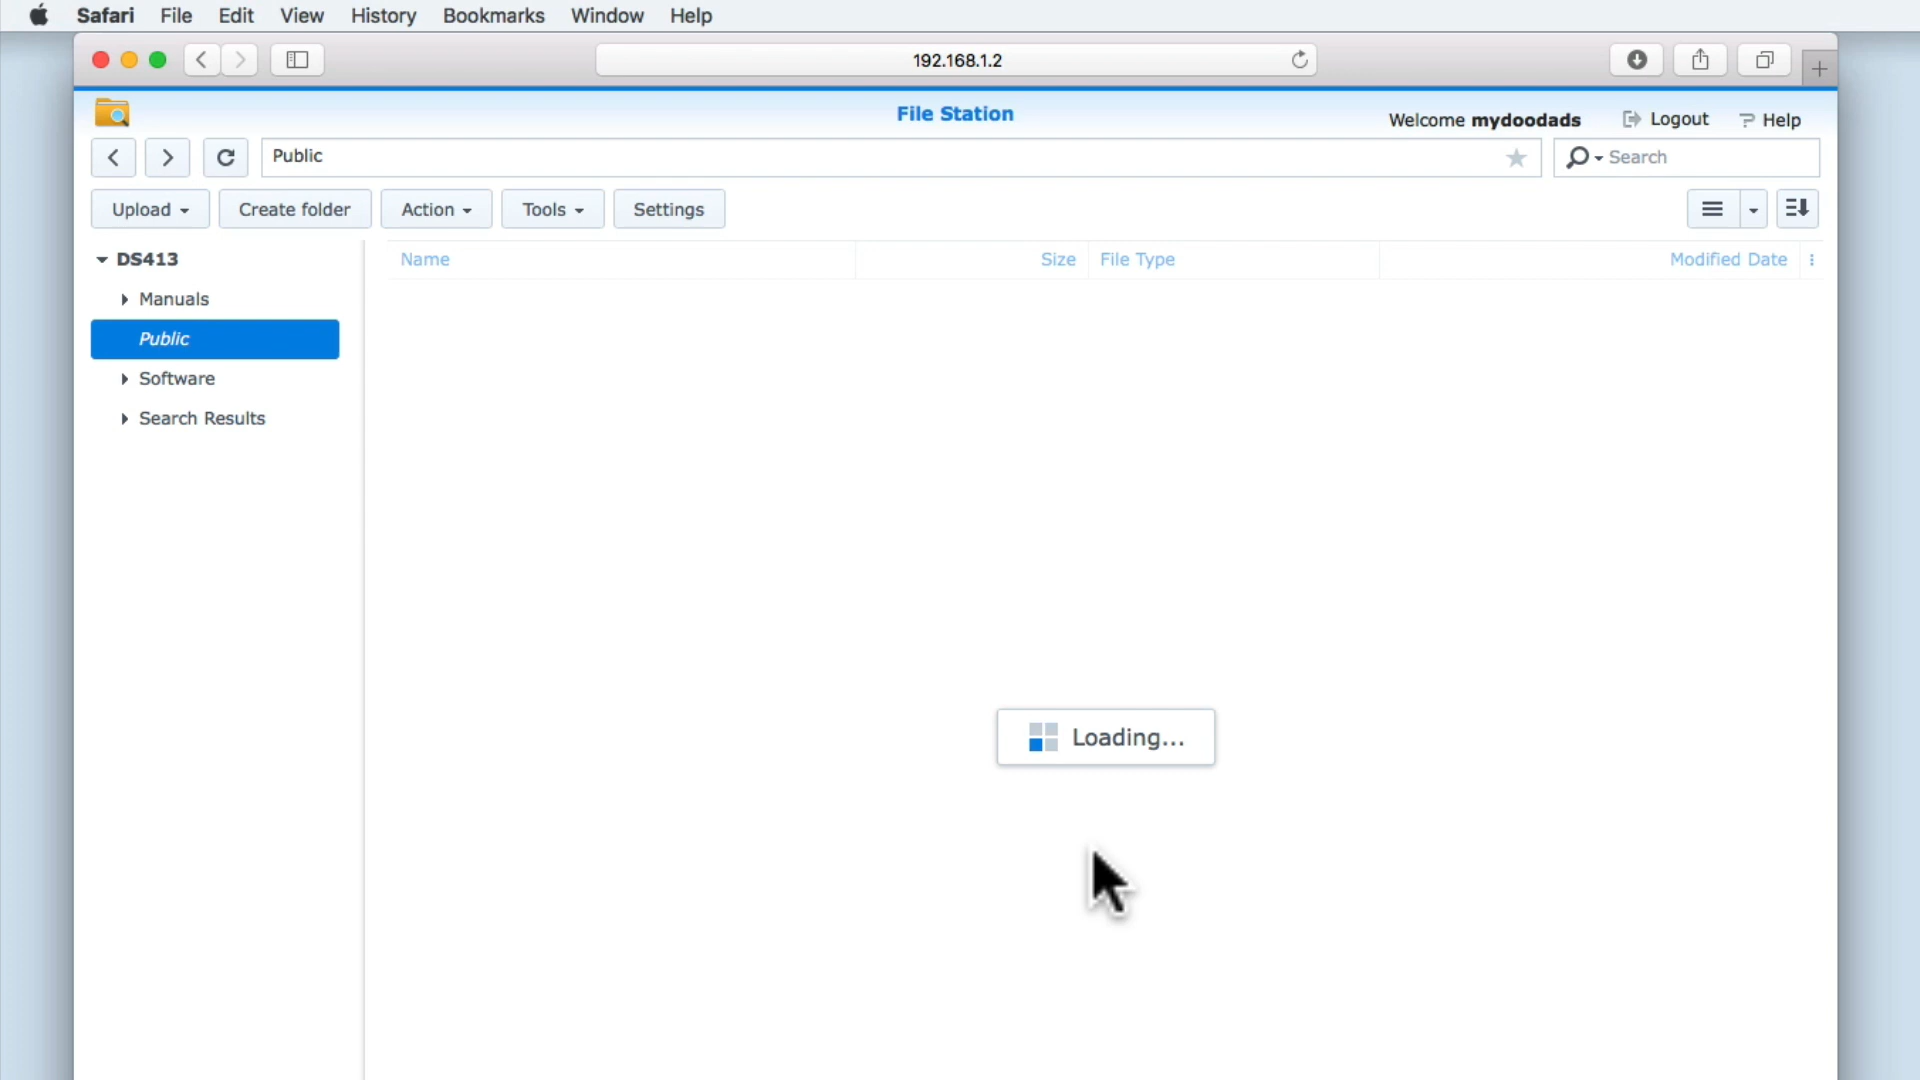 Safari File Edit View History Bookmarks Window Help
192.168.1.2
File Station
Welcome mydoodads Logout Help
Public
Search
Upload Create folder Action Tools Settings
DS413
Name Size File Type Modified Date
Manuals
Public
Software
Search Results
Loading...